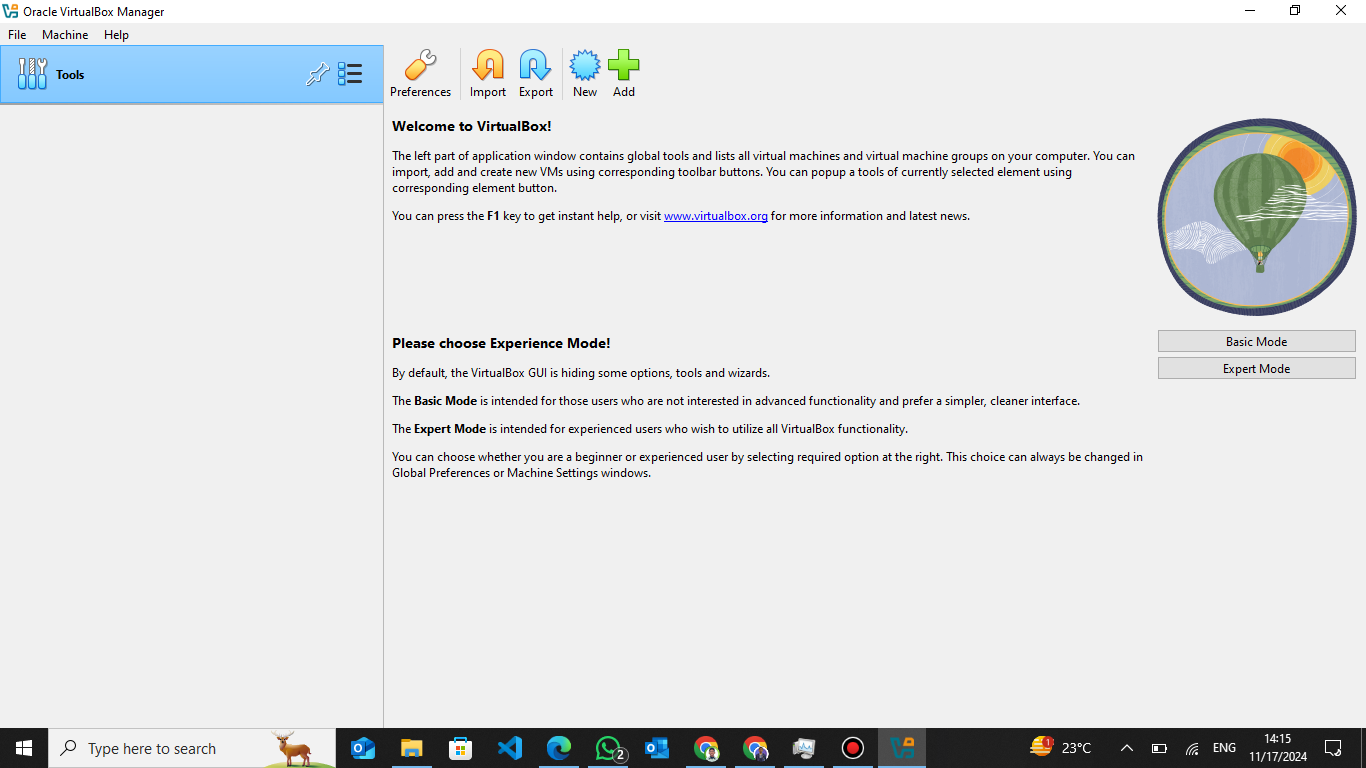 Oracle VirtualBox Manager
File Machine Help
Tools
Preferences Import Export New Add
Welcome to VirtualBox!
The left part of application window contains global tools and lists all virtual machines and virtual machine groups on your computer. You can
import, add and create new VMs using corresponding toolbar buttons. You can popup a tools of currently selected element using
corresponding element button.
You can press the F1 key to get instant help, or visit www.virtualbox.org for more information and latest news.
Please choose Experience Mode!
By default, the VirtualBox GUI is hiding some options, tools and wizards.
The Basic Mode is intended for those users who are not interested in advanced functionality and prefer a simpler, cleaner interface.
The Expert Mode is intended for experienced users who wish to utilize all VirtualBox functionality.
You can choose whether you are a beginner or experienced user by selecting required option at the right. This choice can always be changed in
Global Preferences or Machine Settings windows.
Basic Mode
Expert Mode
Type here to search
2
1
23°C
ENG
14:15
11/17/2024